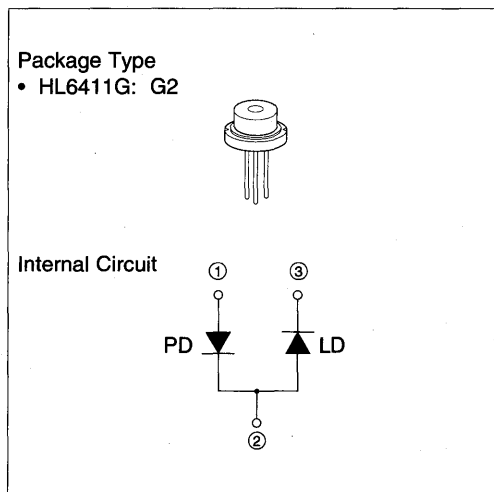 Package Type
• HL6411G: G2
Internal Circuit
① ③
PD LD
②